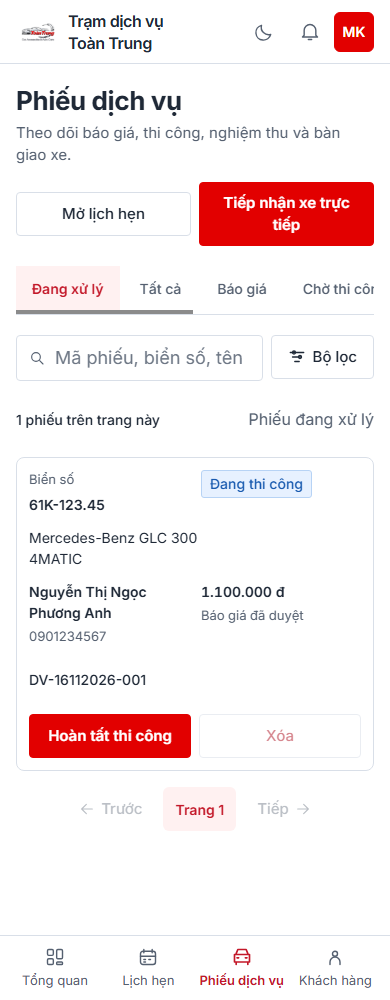 Toàn Trung
Trạm dịch vụ
Toàn Trung
MK
Phiếu dịch vụ
Theo dõi báo giá, thi công, nghiệm thu và bàn
giao xe.
Mở lịch hẹn
Tiếp nhận xe trực
tiếp
Đang xử lý
Tất cả
Báo giá
Chờ thi côn
Mã phiếu, biển số, tên
Bộ lọc
1 phiếu trên trang này
Phiếu đang xử lý
Biển số
Đang thi công
61K-123.45
Mercedes-Benz GLC 300
4MATIC
Nguyễn Thị Ngọc
Phương Anh
0901234567
1.100.000 đ
Báo giá đã duyệt
DV-16112026-001
Hoàn tất thi công
Xóa
Trước
Trang 1
Tiếp
Tổng quan
Lịch hẹn
Phiếu dịch vụ
Khách hàng